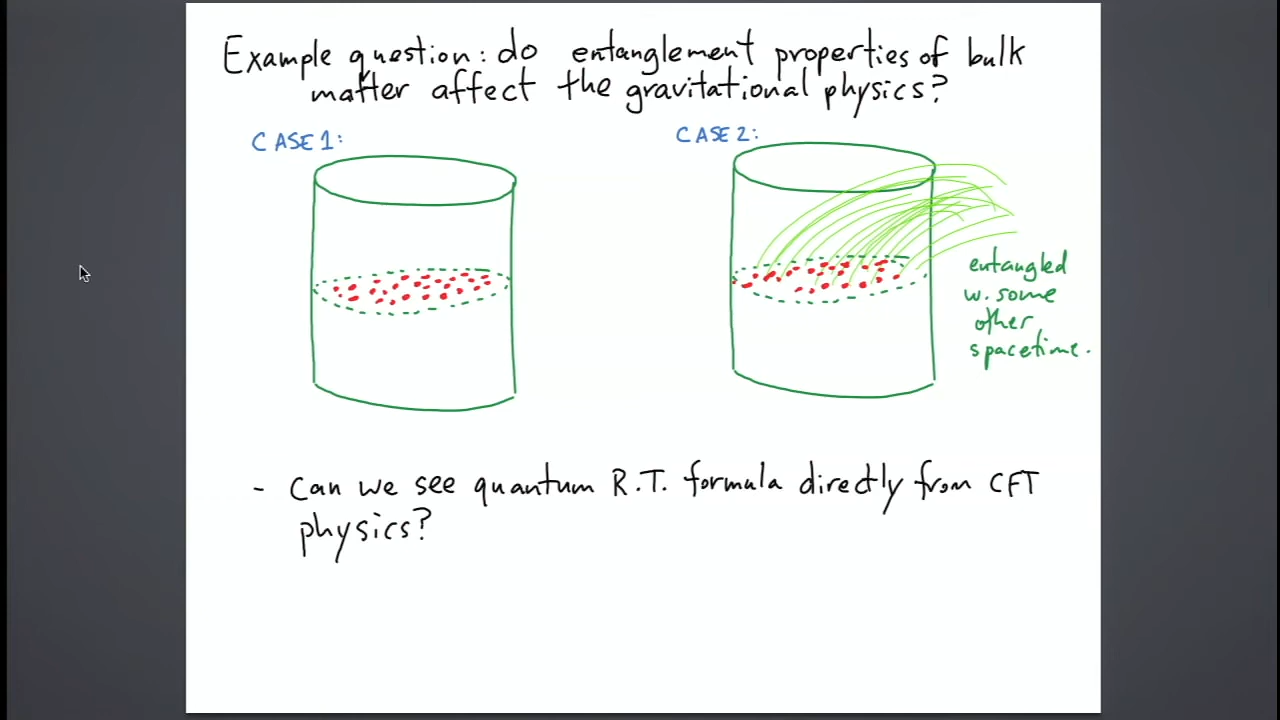 Example question: do entanglement properties of bulk
matter affect the gravitational physics?
CASE 1:
CASE 2:
entangled
w. some
other
spacetime.
- Can we see quantum R.T. formula directly from CFT
physics?